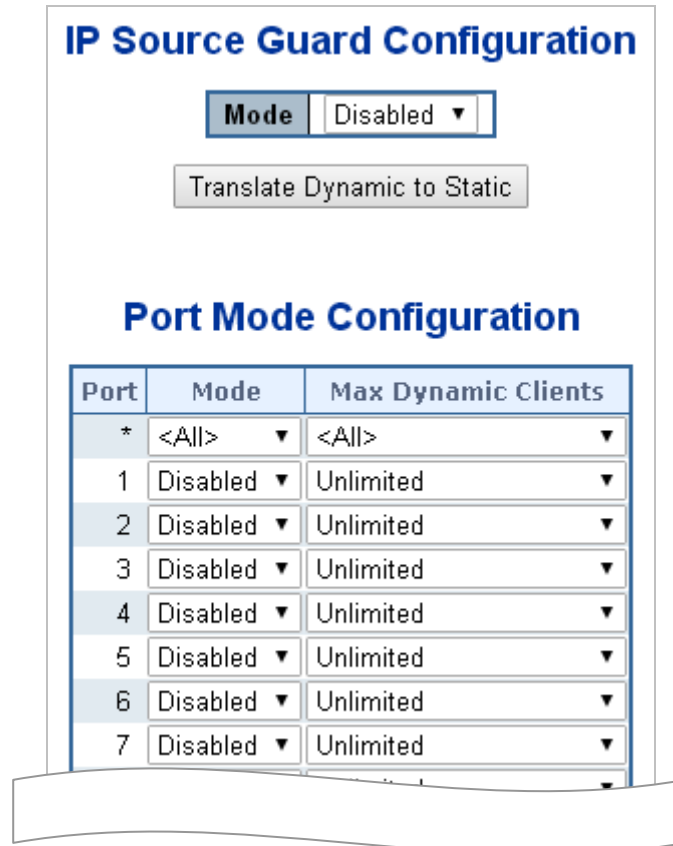 IP Source Guard Configuration
Mode Disabled
Translate Dynamic to Static
Port Mode Configuration
Port Mode Max Dynamic Clients
* <All> <All>
1 Disabled Unlimited
2 Disabled Unlimited
3 Disabled Unlimited
4 Disabled Unlimited
5 Disabled Unlimited
6 Disabled Unlimited
7 Disabled Unlimited